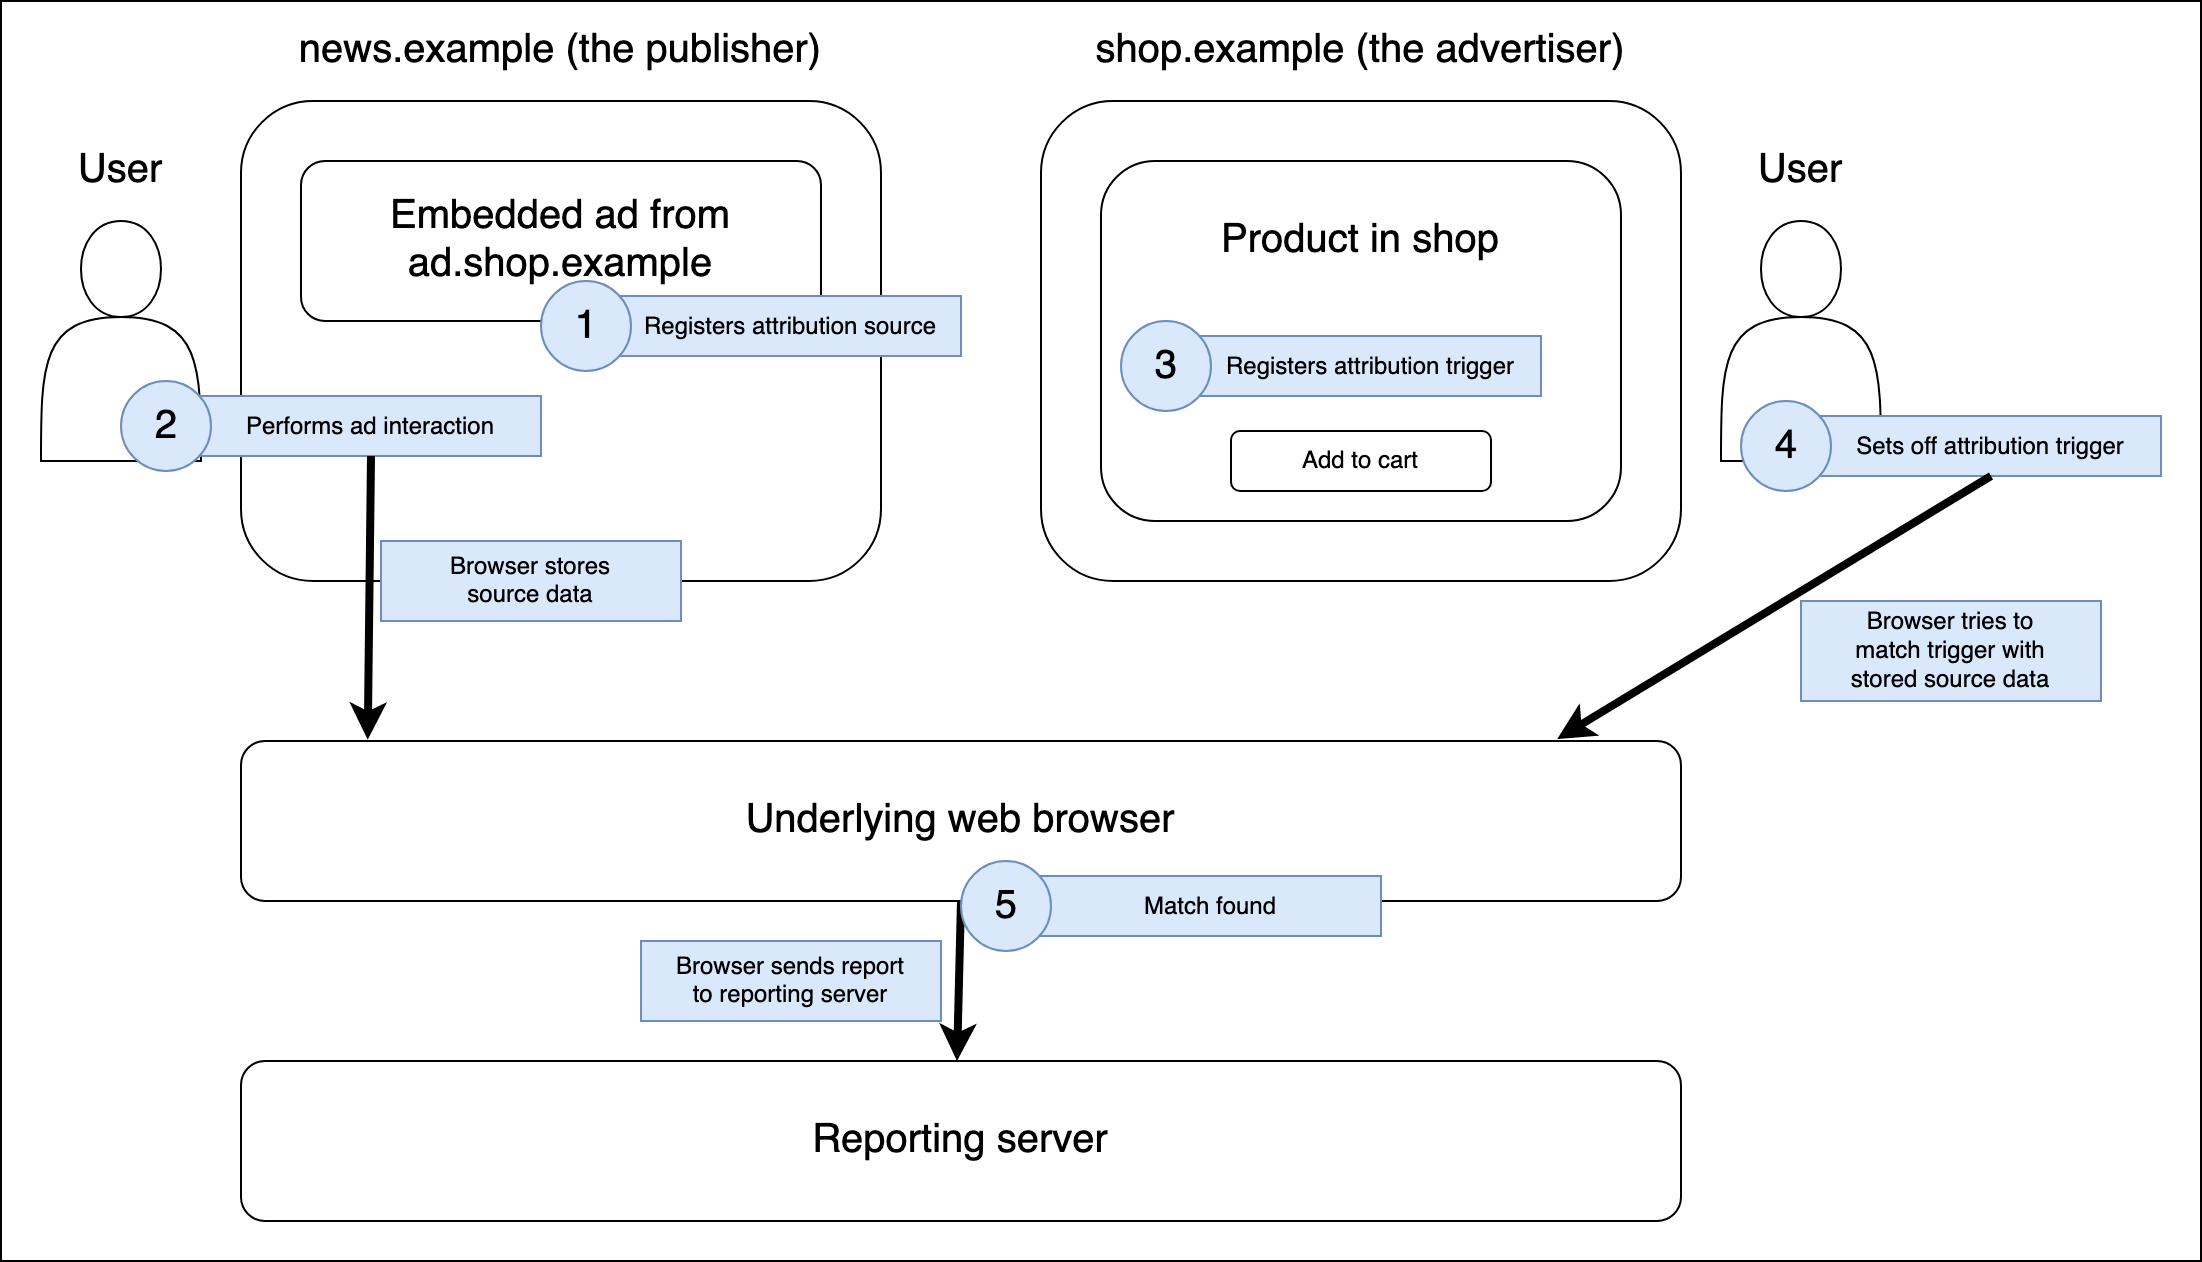 news.example (the publisher)
shop.example (the advertiser)
User
Embedded ad from
ad.shop.example
1
Registers attribution source
2
Performs ad interaction
Browser stores
source data
Product in shop
3
Registers attribution trigger
Add to cart
User
4
Sets off attribution trigger
Browser tries to
match trigger with
stored source data
Underlying web browser
5
Match found
Browser sends report
to reporting server
Reporting server